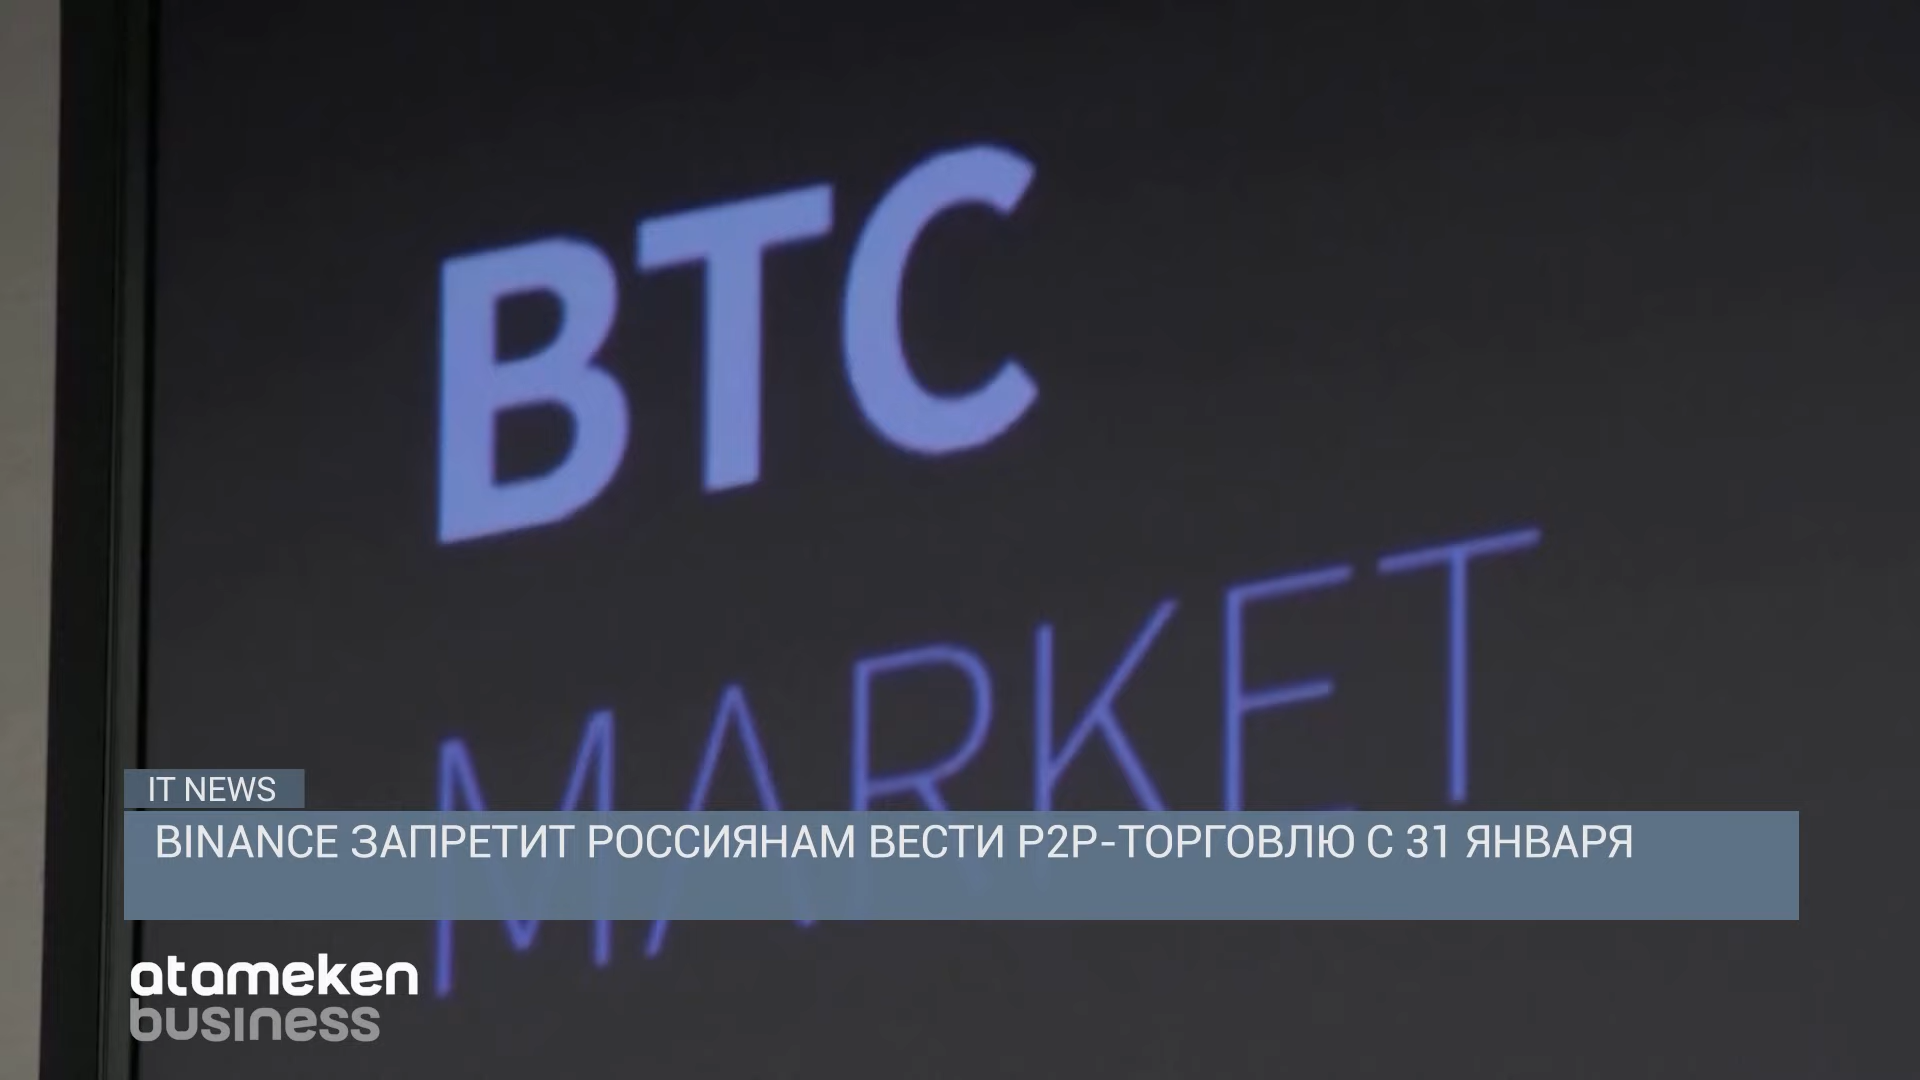 BTC
MARKET
IT NEWS
BINANCE ЗАПРЕТИТ РОССИЯНАМ ВЕСТИ P2P-ТОРГОВЛЮ С 31 ЯНВАРЯ
atameken
business